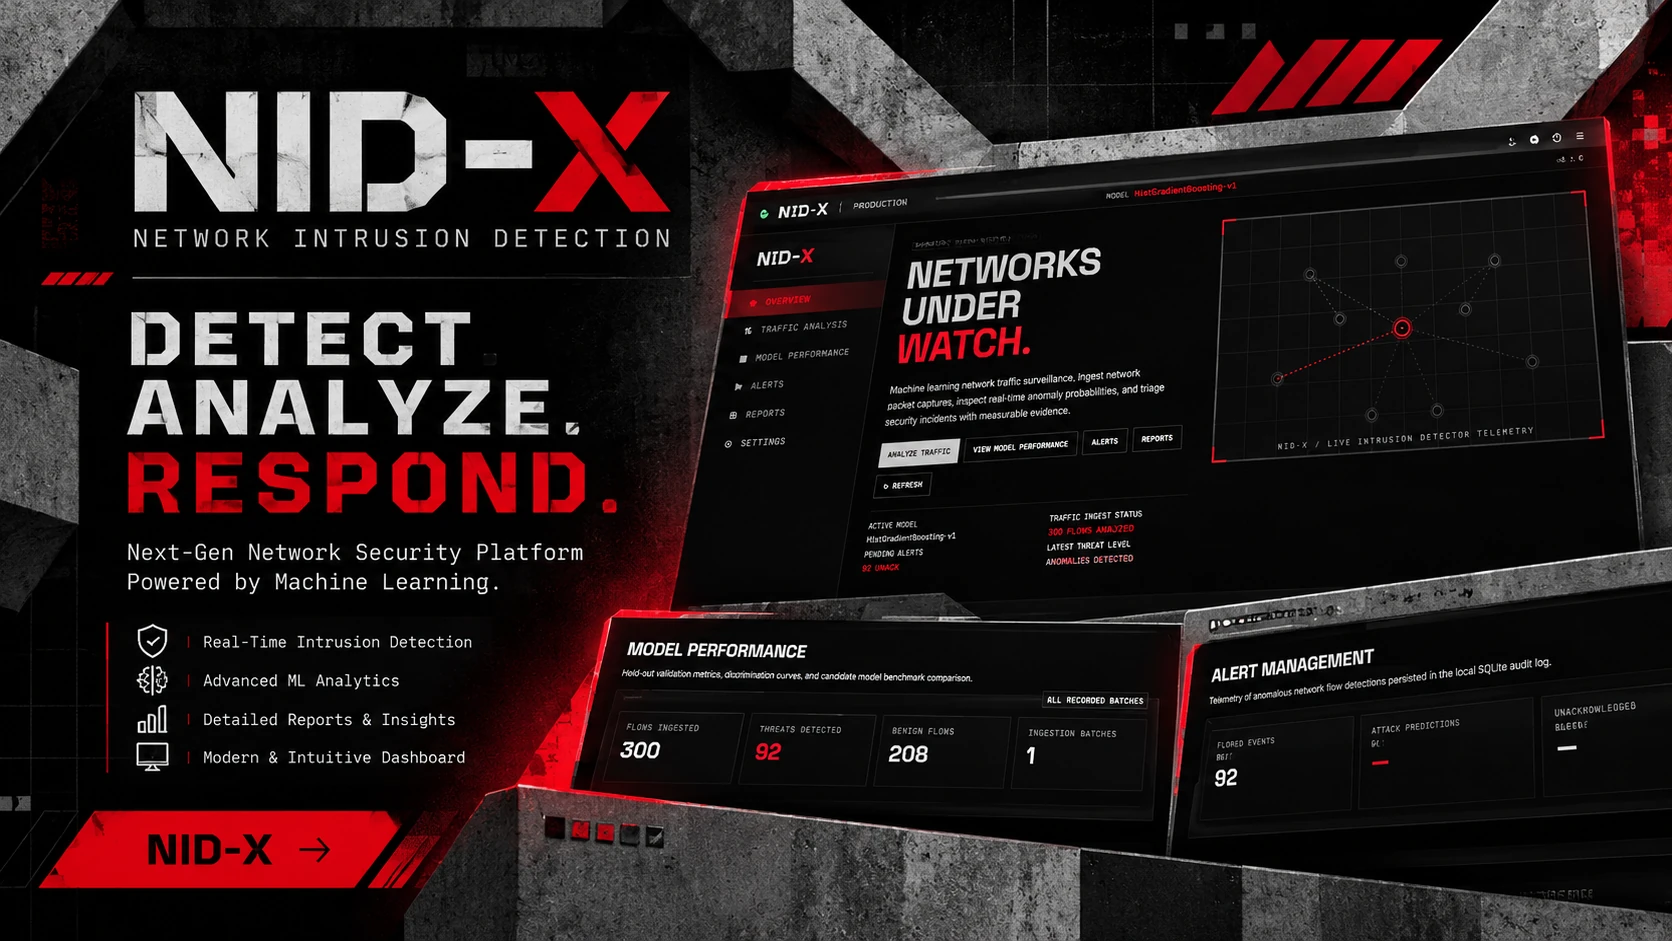 NID-X
NETWORK INTRUSION DETECTION
DETECT
ANALYZE.
RESPOND.
Next-Gen Network Security Platform
Powered by Machine Learning.
Real-Time Intrusion Detection
Advanced ML Analytics
Detailed Reports & Insights
Modern & Intuitive Dashboard
NID-X →
NID-X | PRODUCTION
MODEL HistGradientBoosting-v1
NID-X
OVERVIEW
TRAFFIC ANALYSIS
MODEL PERFORMANCE
ALERTS
REPORTS
SETTINGS
NETWORKS
UNDER
WATCH.
Machine learning network traffic surveillance. Ingest network
packet captures, inspect real-time anomaly probabilities, and triage
security incidents with measurable evidence.
ANALYZE TRAFFIC
VIEW MODEL PERFORMANCE
ALERTS
REPORTS
REFRESH
ACTIVE MODEL
HistGradientBoosting-v1
PENDING ALERTS
92 UNACK
TRAFFIC INGEST STATUS
300 FLOWS ANALYZED
LATEST THREAT LEVEL
ANOMALIES DETECTED
NID-X / LIVE INTRUSION DETECTOR TELEMETRY
MODEL PERFORMANCE
Hold-out validation metrics, discrimination curves, and candidate model benchmark comparison.
ALL RECORDED BATCHES
FLOWS INGESTED
300
THREATS DETECTED
92
BENIGN FLOWS
208
INGESTION BATCHES
1
ALERT MANAGEMENT
Telemetry of anomalous network flow detections persisted in the local SQLite audit log.
FLORED EVENTS
92
ATTACK PREDICTIONS
UNACKNOWLEDGEB